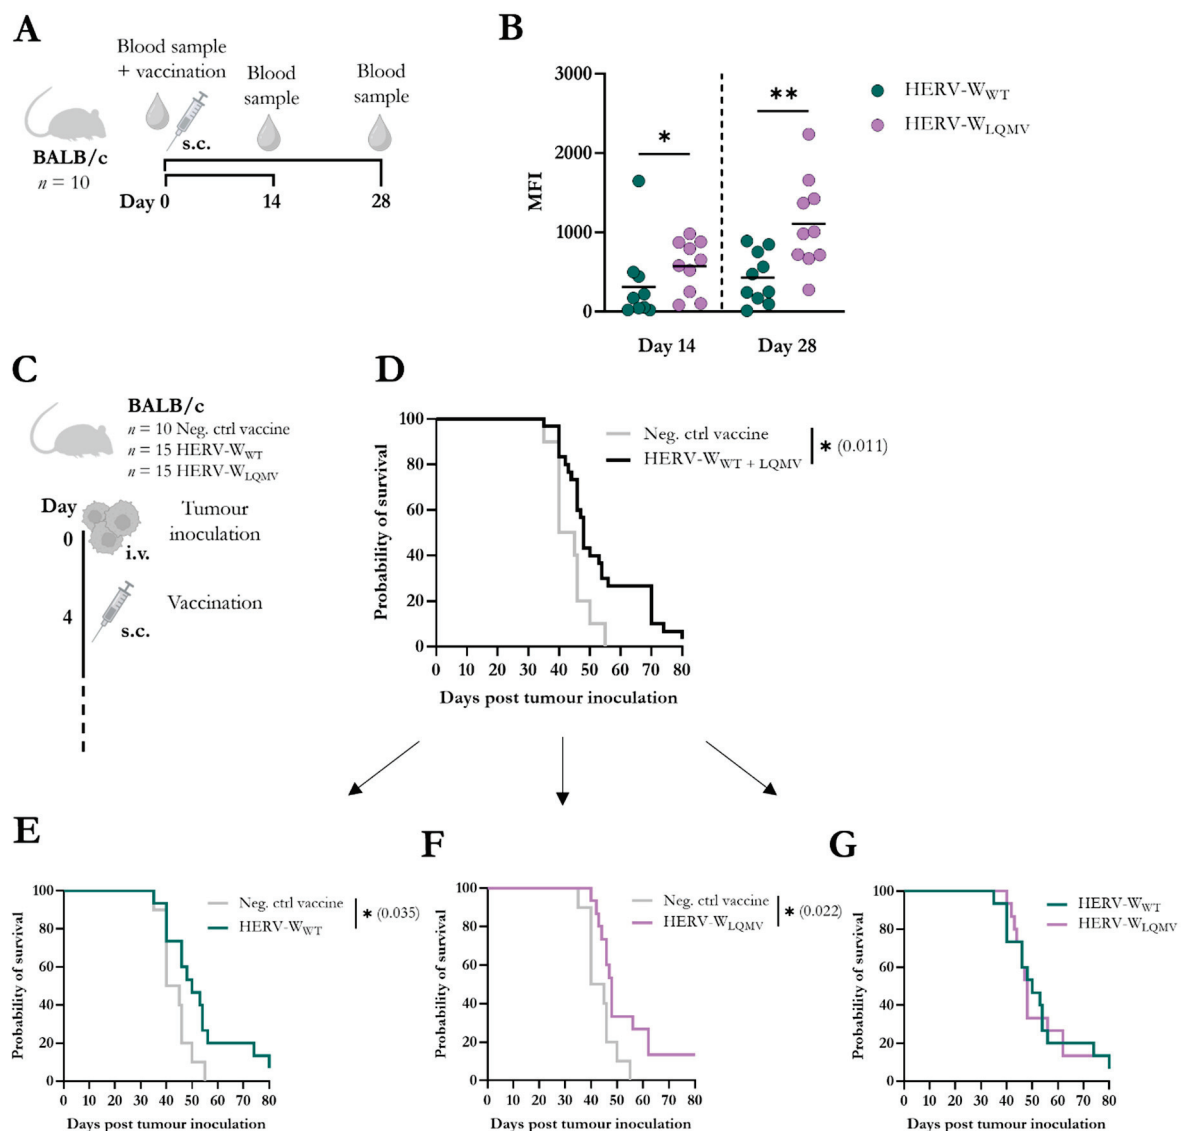 A
Blood sample
+ vaccination
Blood
sample
Blood
sample
s.c.
BALB/c
n = 10
Day 0
14
28
B
3000
2000
1000
0
MFI
*
**
Day 14
Day 28
HERV-WWT
HERV-WLQMV
C
BALB/c
n = 10 Neg. ctrl vaccine
n = 15 HERV-WWT
n = 15 HERV-WLQMV
Day
0
Tumour
inoculation
i.v.
4
Vaccination
s.c.
D
100
80
60
40
20
0
Probability of survival
0 10 20 30 40 50 60 70 80
Days post tumour inoculation
Neg. ctrl vaccine
HERV-WWT + LQMV
* (0.011)
E
100
80
60
40
20
0
Probability of survival
0 10 20 30 40 50 60 70 80
Days post tumour inoculation
Neg. ctrl vaccine
HERV-WWT
* (0.035)
F
100
80
60
40
20
0
Probability of survival
0 10 20 30 40 50 60 70 80
Days post tumour inoculation
Neg. ctrl vaccine
HERV-WLQMV
* (0.022)
G
100
80
60
40
20
0
Probability of survival
0 10 20 30 40 50 60 70 80
Days post tumour inoculation
HERV-WWT
HERV-WLQMV